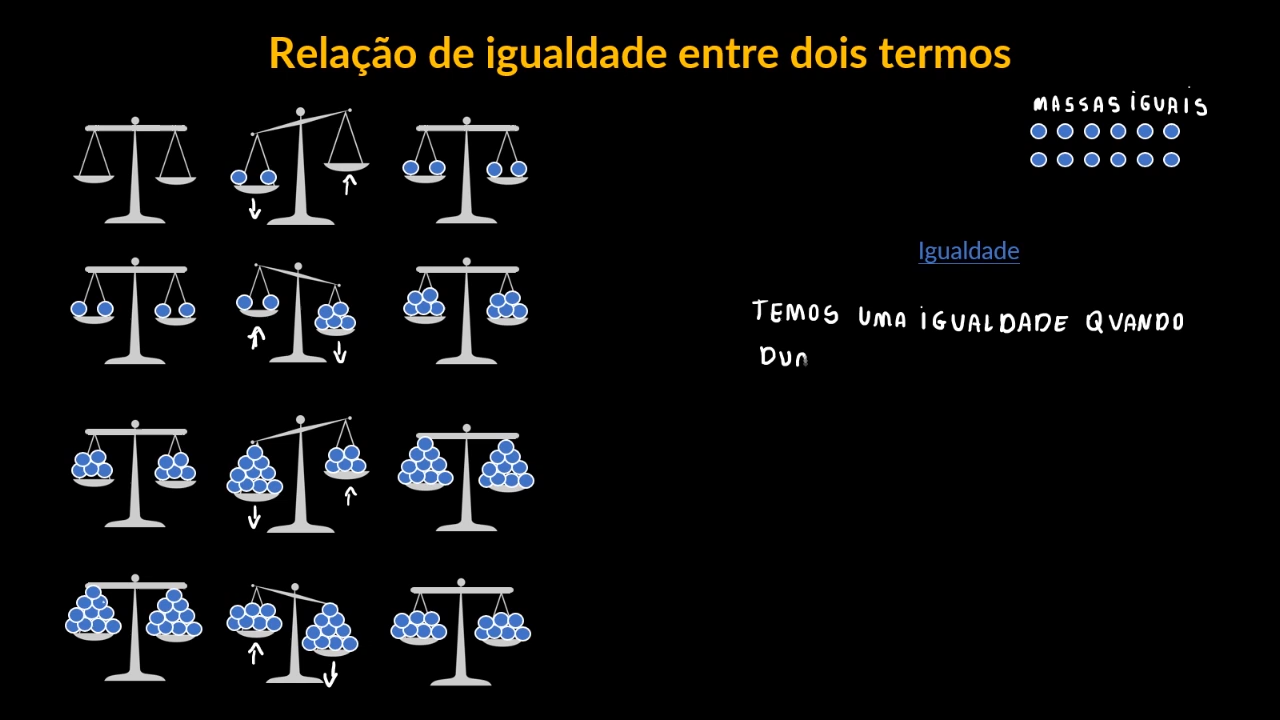 Relação de igualdade entre dois termos
MASSAS IGUAIS
Igualdade
TEMOS UMA IGUALDADE QUANDO